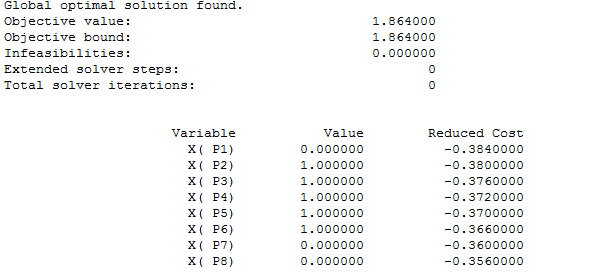 Global optimal solution found.
Objective value: 1.864000
Objective bound: 1.864000
Infeasibilities: 0.000000
Extended solver steps: 0
Total solver iterations: 0
Variable Value Reduced Cost
X( P1) 0.000000 -0.3840000
X( P2) 1.000000 -0.3800000
X( P3) 1.000000 -0.3760000
X( P4) 1.000000 -0.3720000
X( P5) 1.000000 -0.3700000
X( P6) 1.000000 -0.3660000
X( P7) 0.000000 -0.3600000
X( P8) 0.000000 -0.3560000